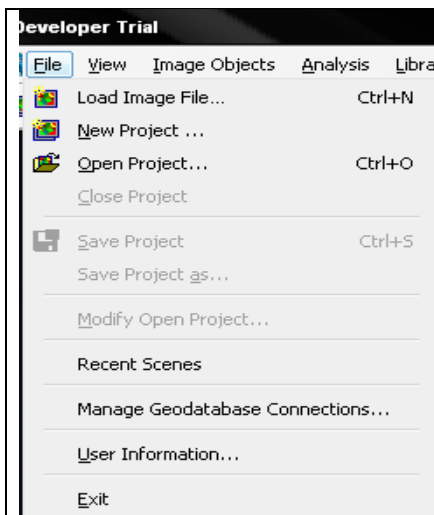 Developer Trial
File View Image Objects Analysis Libra
Load Image File... Ctrl+N
New Project ...
Open Project... Ctrl+O
Close Project
Save Project Ctrl+S
Save Project as...
Modify Open Project...
Recent Scenes
Manage Geodatabase Connections...
User Information...
Exit